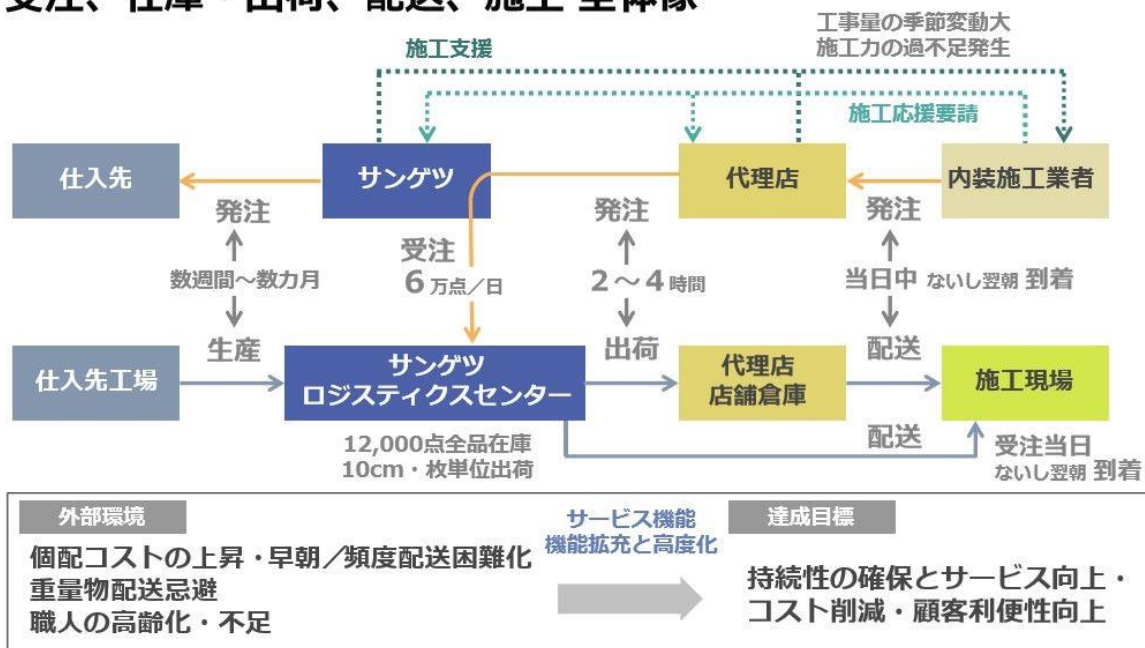 受注、在庫・出荷、配送、施工 全体像
工事量の季節変動大
施工力の過不足発生
施工支援
施工応援要請
仕入先
サンゲツ
代理店
内装施工業者
発注
数週間～数カ月
生産
受注
6万点／日
発注
2～4時間
出荷
発注
当日中 ないし翌朝 到着
配送
仕入先工場
サンゲツ
ロジスティクスセンター
代理店
店舗倉庫
施工現場
12,000点全品在庫
10cm・枚単位出荷
配送
受注当日
ないし翌朝 到着
外部環境
個配コストの上昇・早朝／頻度配送困難化
重量物配送忌避
職人の高齢化・不足
サービス機能
機能拡充と高度化
達成目標
持続性の確保とサービス向上・
コスト削減・顧客利便性向上